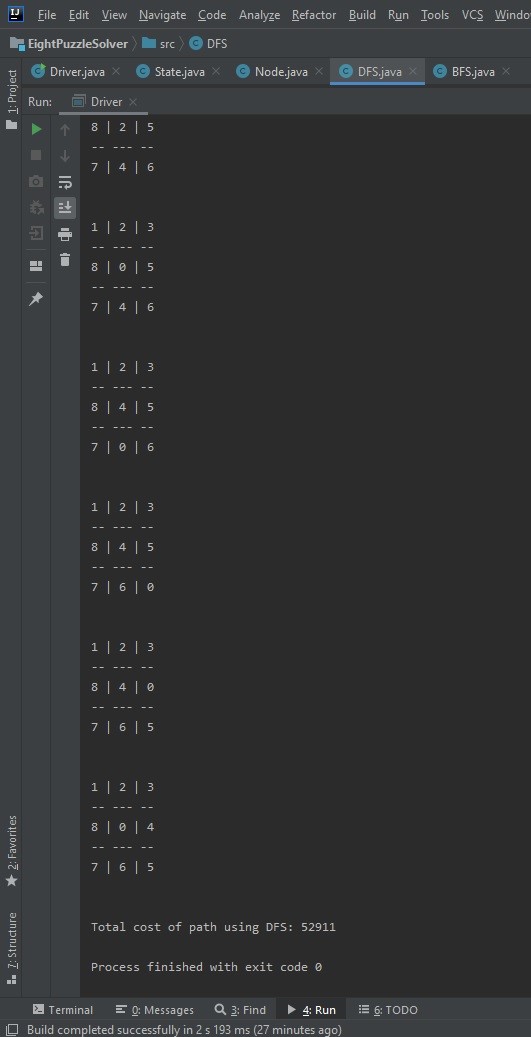 IJ File Edit View Navigate Code Analyze Refactor Build Run Tools VCS Windo
EightPuzzleSolver src DFS
Driver.java State.java Node.java DFS.java BFS.java
1: Project
Run: Driver
8 | 2 | 5
-- --- --
7 | 4 | 6
1 | 2 | 3
-- --- --
8 | 0 | 5
-- --- --
7 | 4 | 6
1 | 2 | 3
-- --- --
8 | 4 | 5
-- --- --
7 | 0 | 6
1 | 2 | 3
-- --- --
8 | 4 | 5
-- --- --
7 | 6 | 0
1 | 2 | 3
-- --- --
8 | 4 | 0
-- --- --
7 | 6 | 5
1 | 2 | 3
-- --- --
8 | 0 | 4
-- --- --
7 | 6 | 5
Total cost of path using DFS: 52911
Process finished with exit code 0
2: Favorites
7: Structure
Terminal 0: Messages 3: Find 4: Run 6: TODO
Build completed successfully in 2 s 193 ms (27 minutes ago)